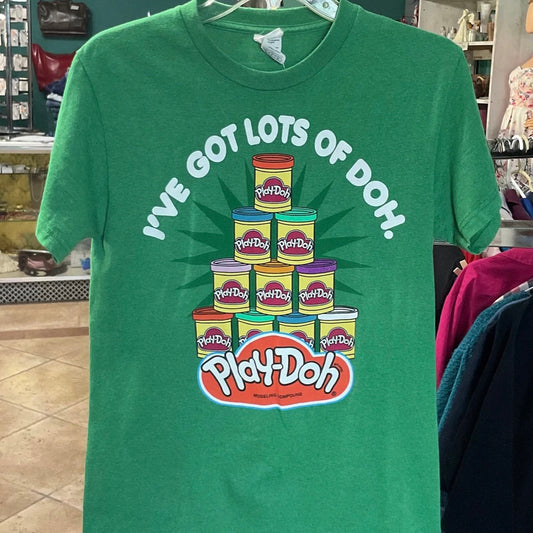 I'VE GOT LOTS OF DOH.
Play-Doh
Play-Doh Play-Doh
Play-Doh Play-Doh Play-Doh
Play-Doh Play-Doh Play-Doh Play-Doh
Play-Doh
MODELING COMPOUND